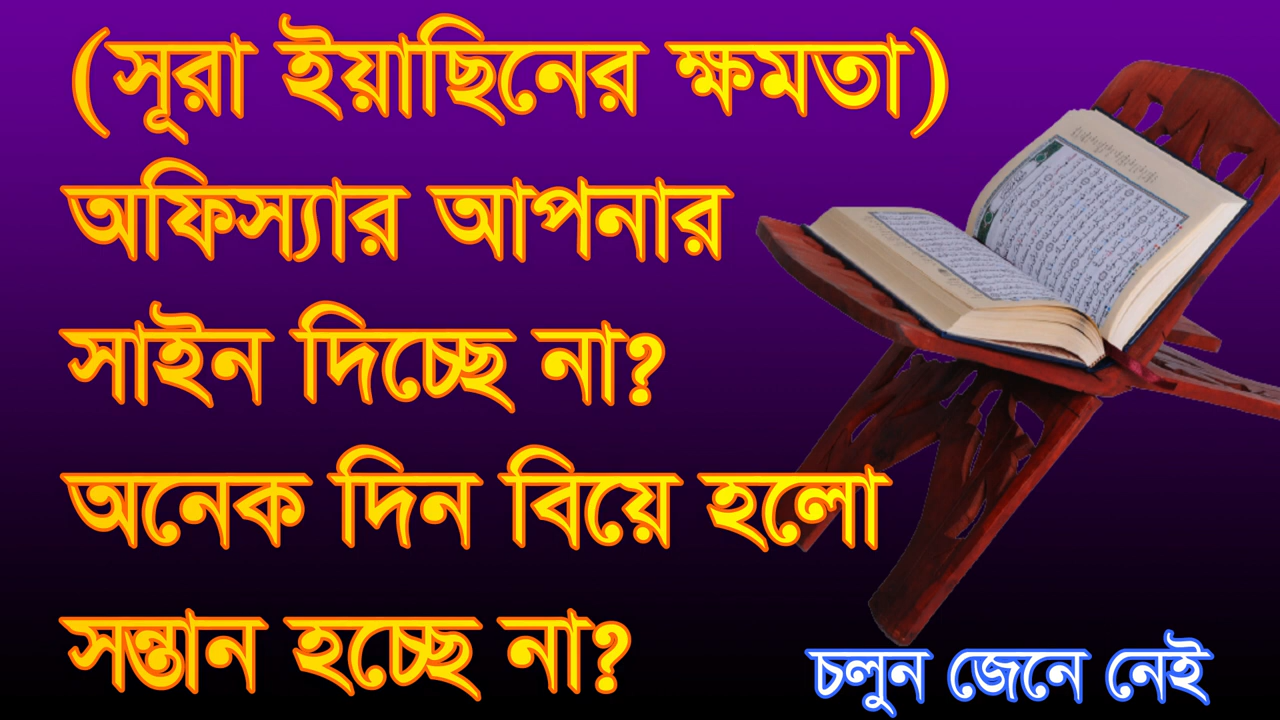 (সূরা ইয়াছিনের ক্ষমতা)
অফিস্যার আপনার
সাইন দিচ্ছে না?
অনেক দিন বিয়ে হলো
সন্তান হচ্ছে না?
চলুন জেনে নেই